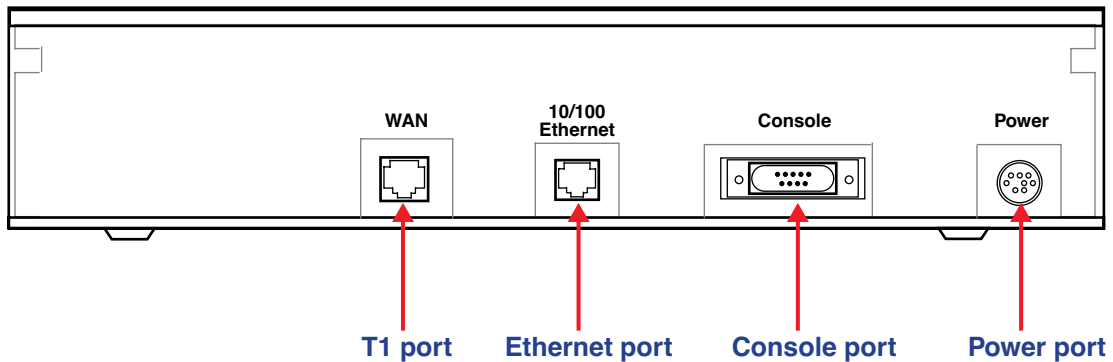 WAN
10/100
Ethernet
Console
Power
T1 port
Ethernet port
Console port
Power port